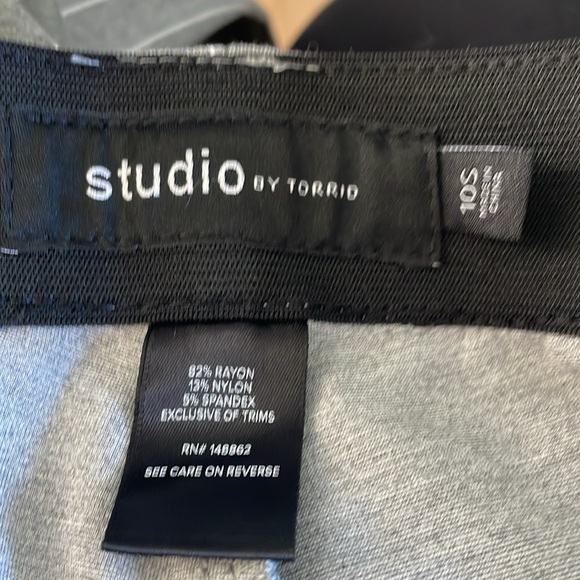 studio BY TORRID
10S
MADE IN
CHINA
82% RAYON
13% NYLON
5% SPANDEX
EXCLUSIVE OF TRIMS
RN# 148862
SEE CARE ON REVERSE